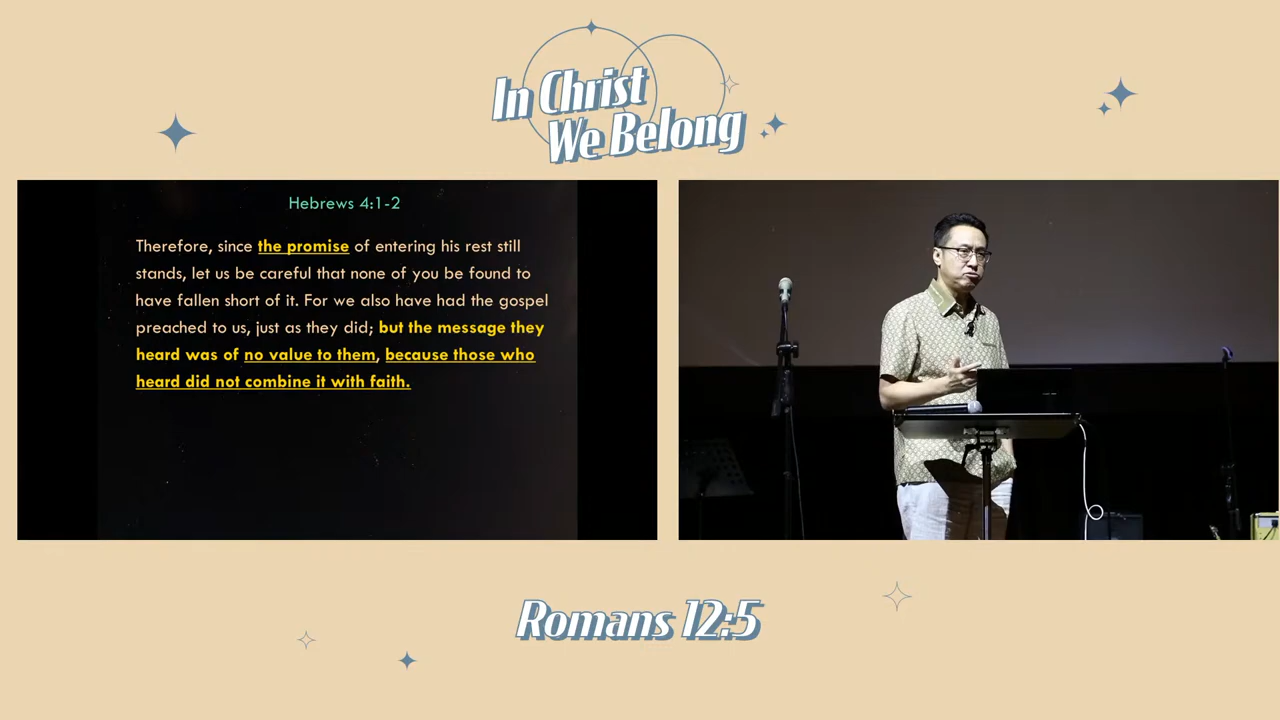 In Christ
We Belong
Hebrews 4:1-2
Therefore, since the promise of entering his rest still
stands, let us be careful that none of you be found to
have fallen short of it. For we also have had the gospel
preached to us, just as they did; but the message they
heard was of no value to them, because those who
heard did not combine it with faith.
Romans 12:5